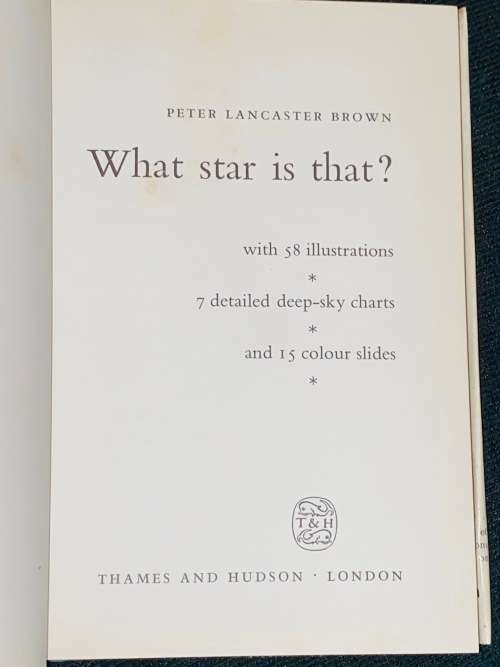 PETER LANCASTER BROWN
What star is that?
with 58 illustrations
*
7 detailed deep-sky charts
*
and 15 colour slides
*
T & H
THAMES AND HUDSON · LONDON